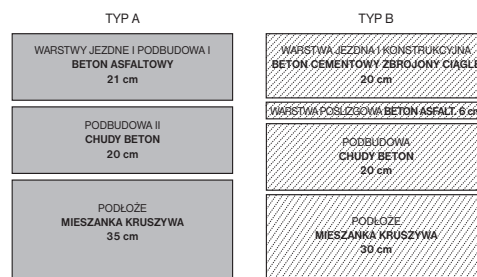 TYP A
WARSTWY JEZDNE I PODBUDOWA I
BETON ASFALTOWY
21 cm
PODBUDOWA II
CHUDY BETON
20 cm
PODŁOŻE
MIESZANKA KRUSZYWA
35 cm
TYP B
WARSTWA JEZDNA I KONSTRUKCYJNA
BETON CEMENTOWY ZBROJONY CIĄGLE
20 cm
WARSTWA POŚLIZGOWA BETON ASFALT. 6 cm
PODBUDOWA
CHUDY BETON
20 cm
PODŁOŻE
MIESZANKA KRUSZYWA
30 cm